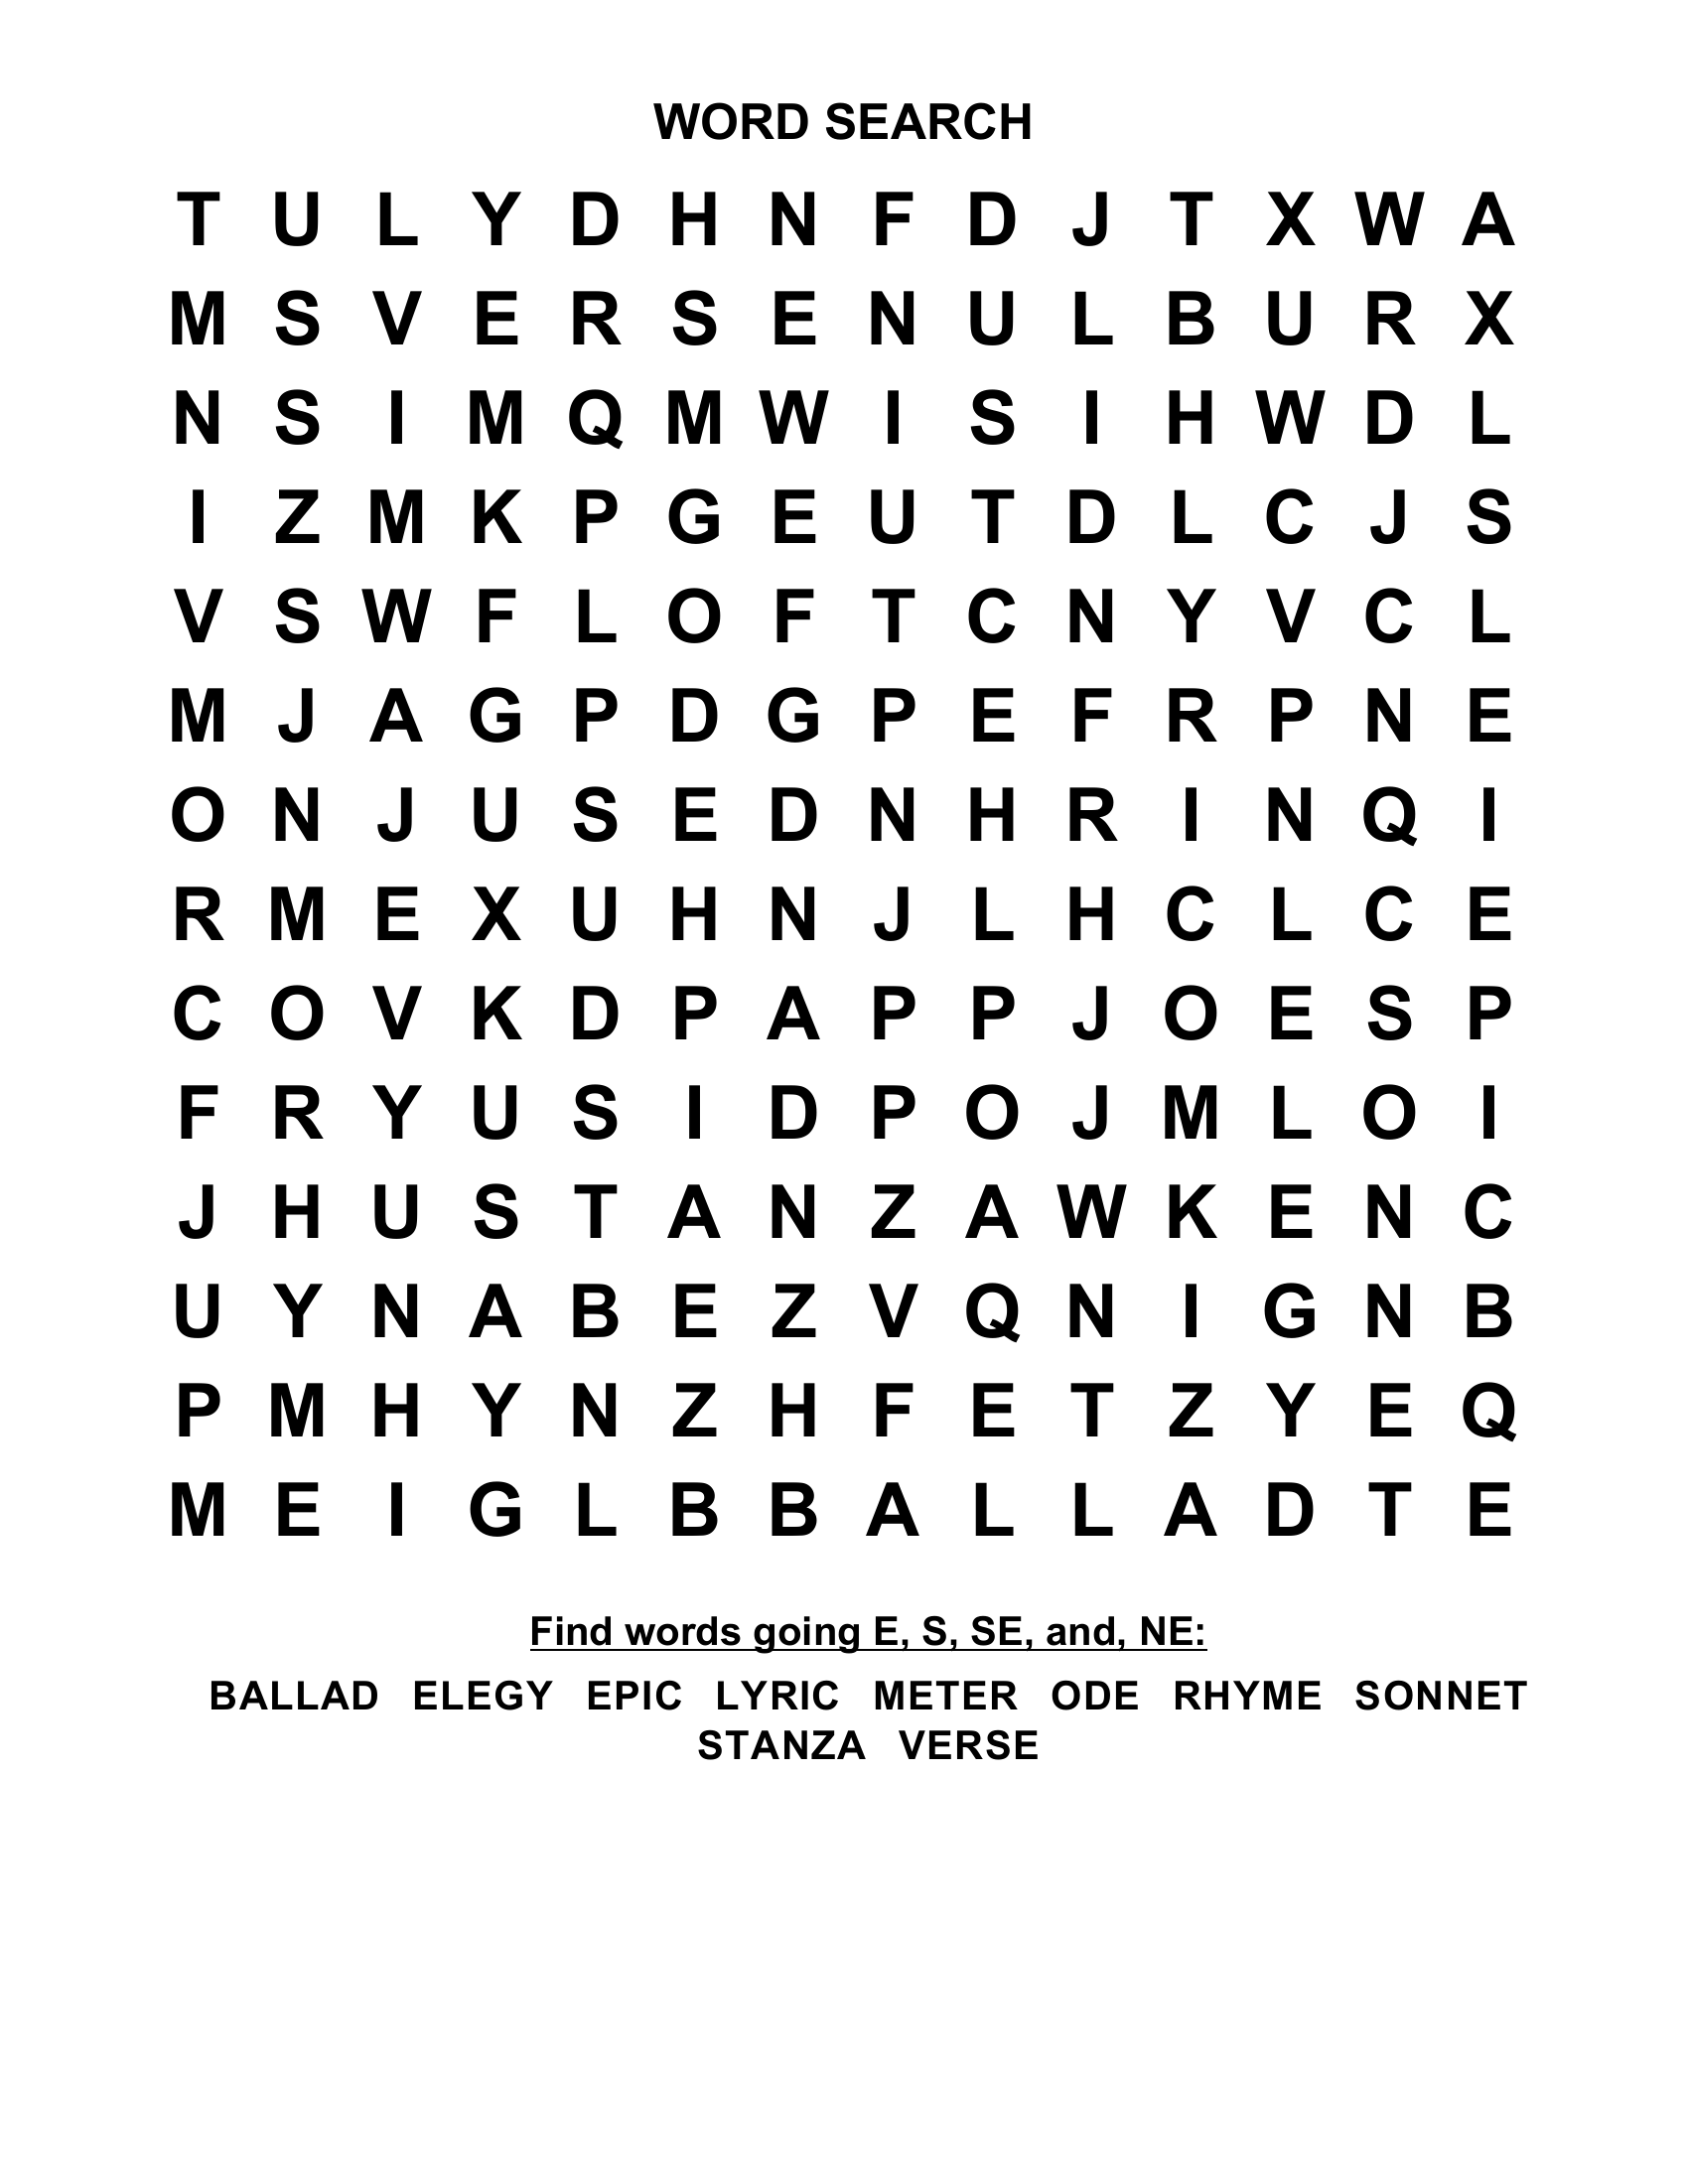 WORD SEARCH
T U L Y D H N F D J T X W A
M S V E R S E N U L B U R X
N S I M Q M W I S I H W D L
I Z M K P G E U T D L C J S
V S W F L O F T C N Y V C L
M J A G P D G P E F R P N E
O N J U S E D N H R I N Q I
R M E X U H N J L H C L C E
C O V K D P A P P J O E S P
F R Y U S I D P O J M L O I
J H U S T A N Z A W K E N C
U Y N A B E Z V Q N I G N B
P M H Y N Z H F E T Z Y E Q
M E I G L B B A L L A D T E
Find words going E, S, SE, and, NE:
BALLAD ELEGY EPIC LYRIC METER ODE RHYME SONNET
STANZA VERSE